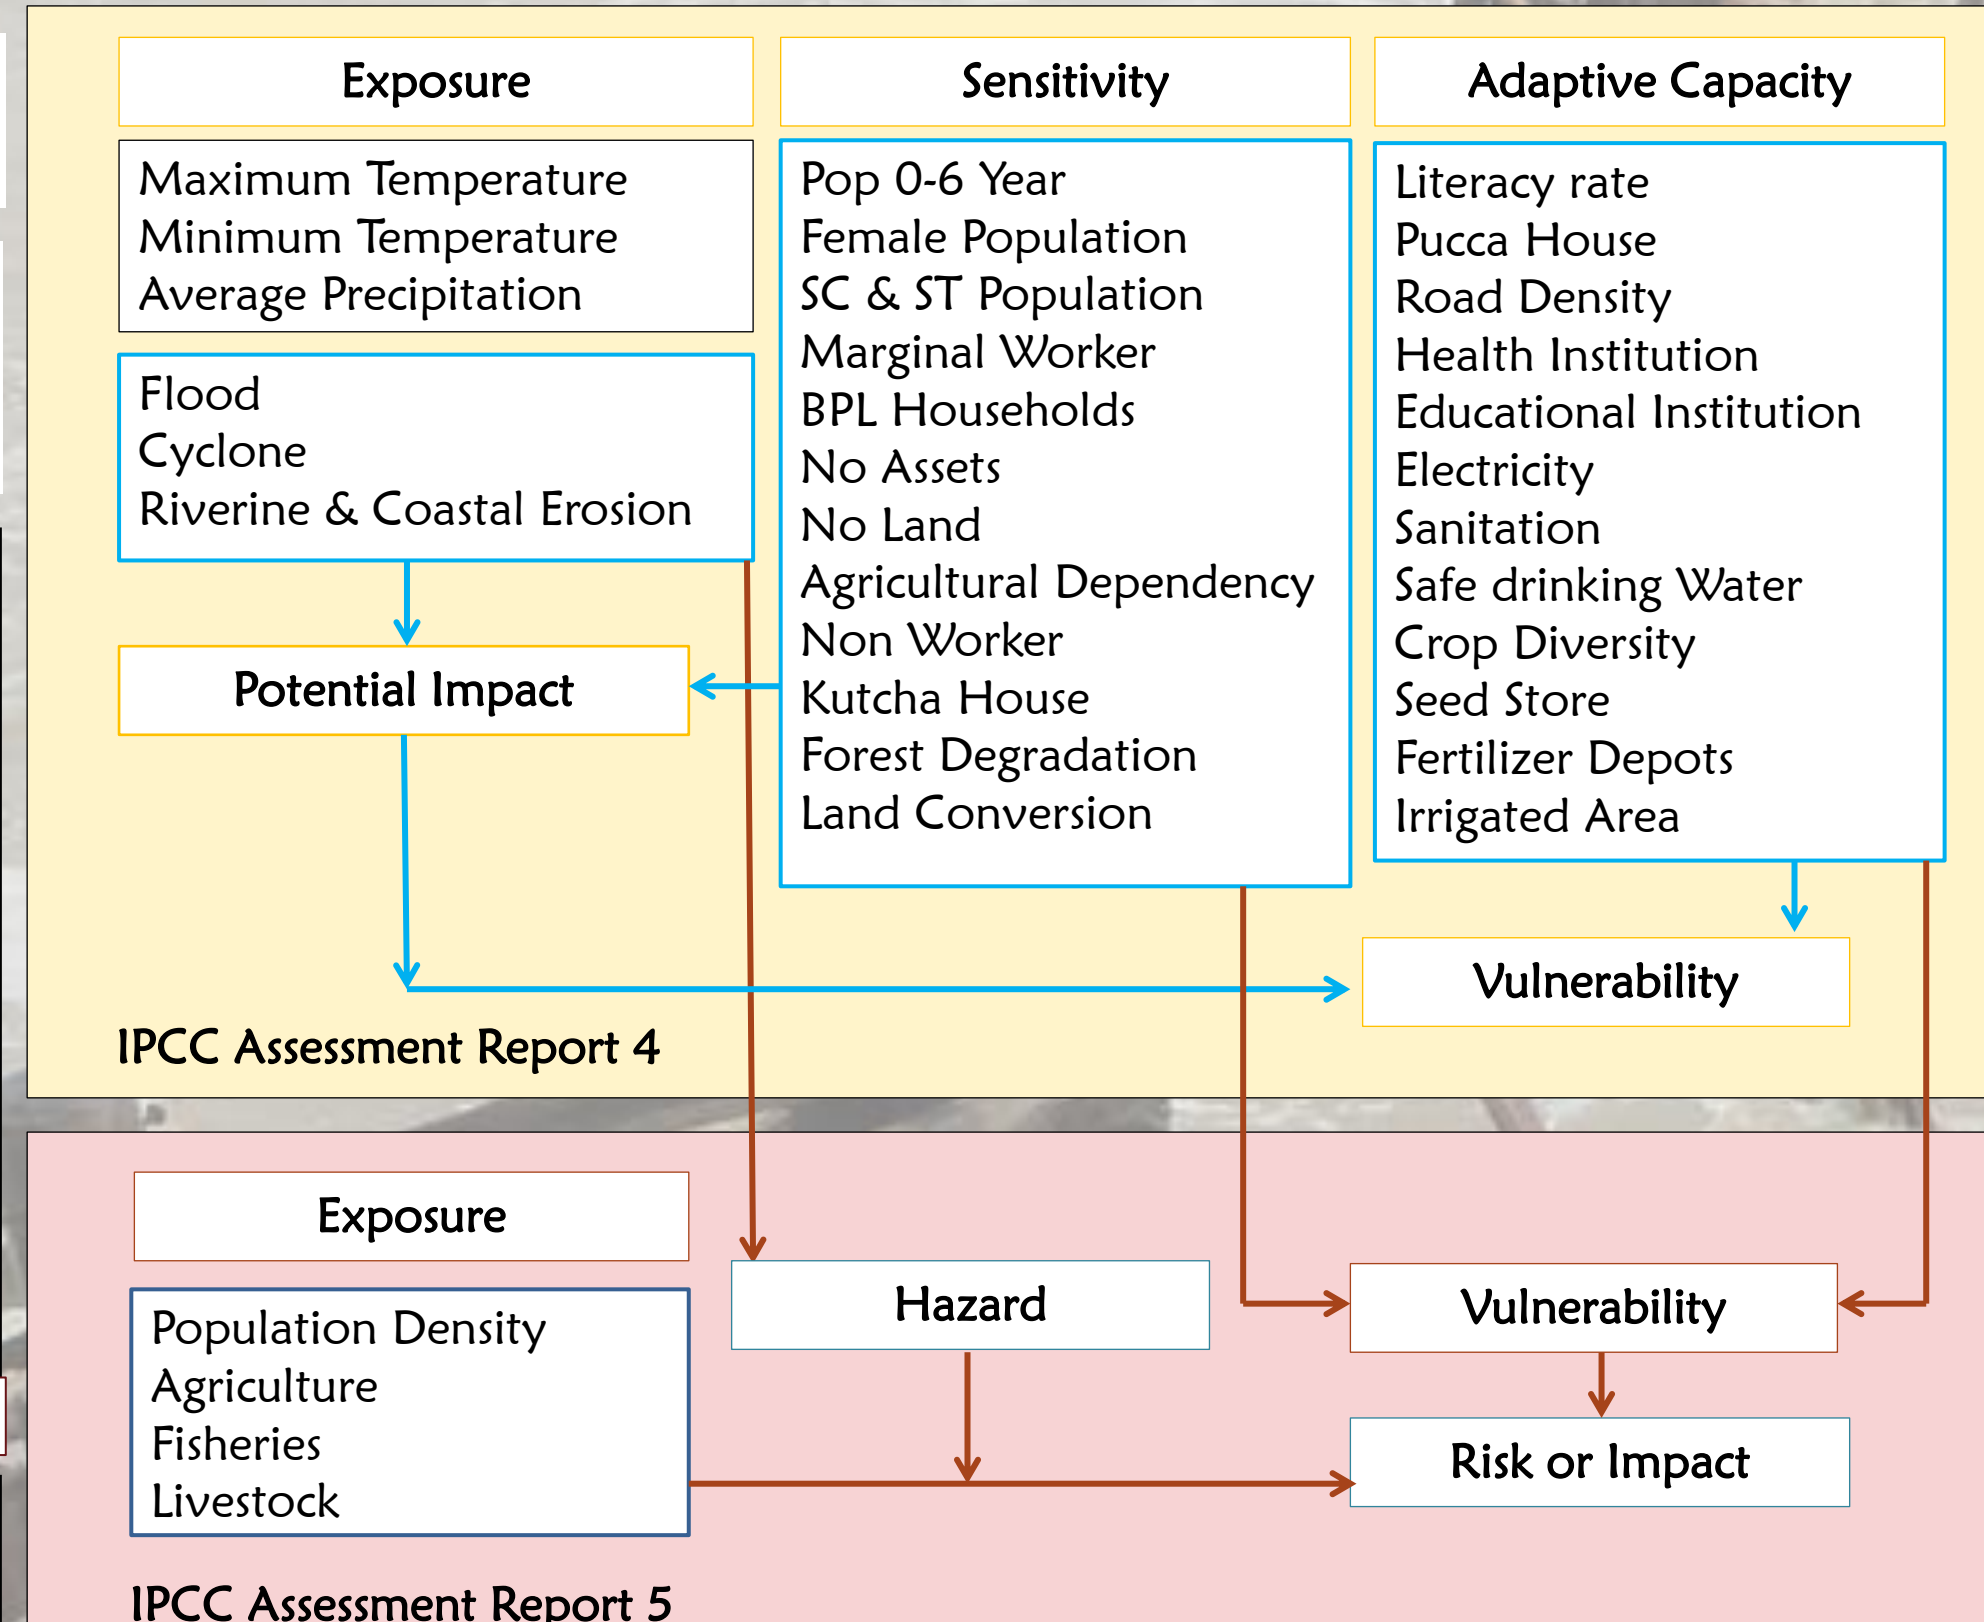 Exposure
Maximum Temperature
Minimum Temperature
Average Precipitation
Flood
Cyclone
Riverine & Coastal Erosion
Potential Impact
Sensitivity
Pop 0-6 Year
Female Population
SC & ST Population
Marginal Worker
BPL Households
No Assets
No Land
Agricultural Dependency
Non Worker
Kutcha House
Forest Degradation
Land Conversion
Adaptive Capacity
Literacy rate
Pucca House
Road Density
Health Institution
Educational Institution
Electricity
Sanitation
Safe drinking Water
Crop Diversity
Seed Store
Fertilizer Depots
Irrigated Area
Vulnerability
IPCC Assessment Report 4
Exposure
Population Density
Agriculture
Fisheries
Livestock
Hazard
Vulnerability
Risk or Impact
IPCC Assessment Report 5